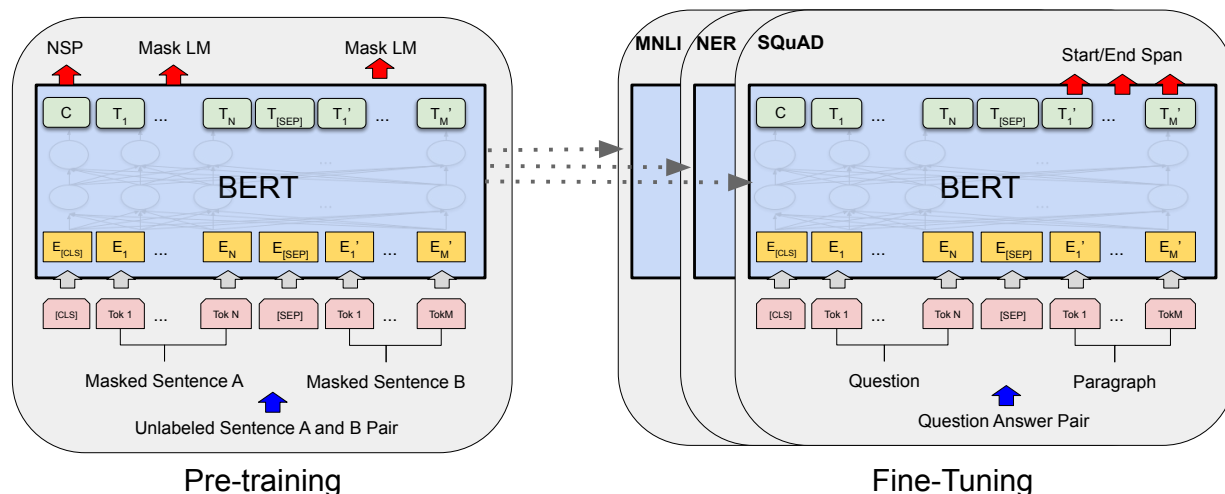 NSP Mask LM Mask LM
C T1 ... TN T[SEP] T1' ... TM'
...
...
BERT
E[CLS] E1 ... EN E[SEP] E1' ... EM'
[CLS] Tok 1 ... Tok N [SEP] Tok 1 ... TokM
Masked Sentence A Masked Sentence B
Unlabeled Sentence A and B Pair
Pre-training
MNLI NER SQuAD
Start/End Span
C T1 ... TN T[SEP] T1' ... TM'
...
...
BERT
E[CLS] E1 ... EN E[SEP] E1' ... EM'
[CLS] Tok 1 ... Tok N [SEP] Tok 1 ... TokM
Question Paragraph
Question Answer Pair
Fine-Tuning